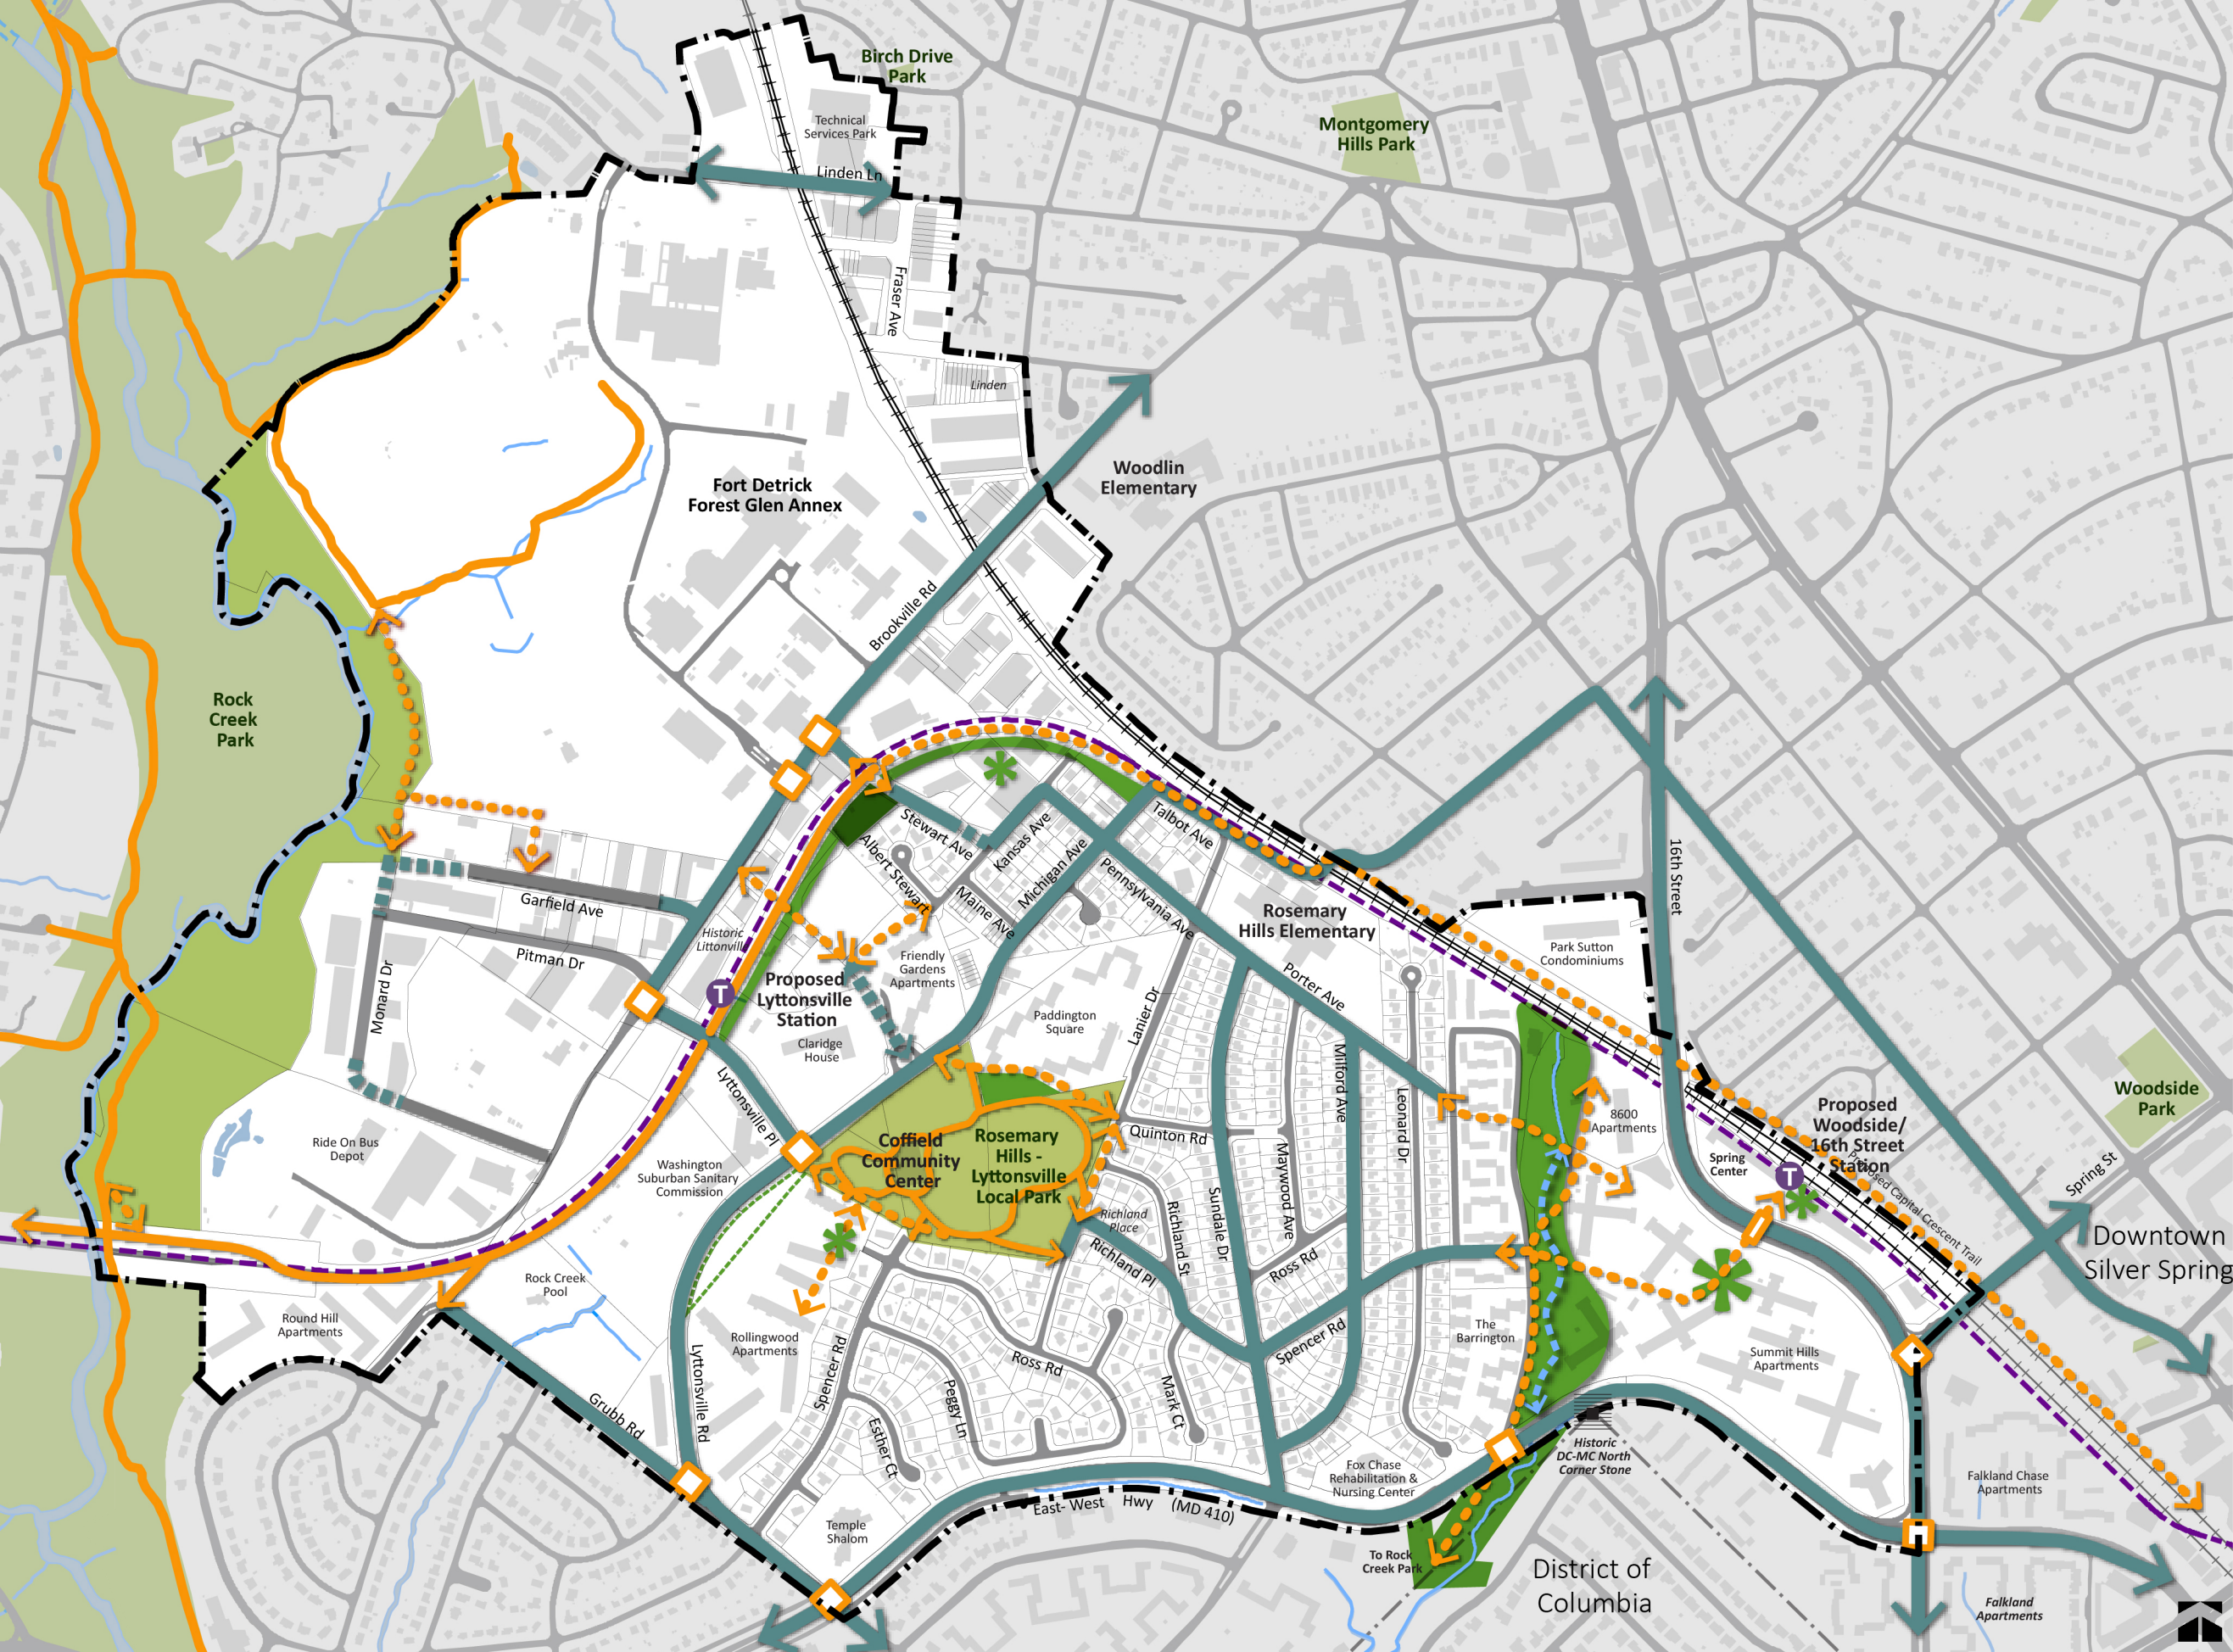 Birch Drive
Park
Technical
Services Park
Linden Ln
Montgomery
Hills Park
Fraser Ave
Linden
Woodlin
Elementary
Fort Detrick
Forest Glen Annex
Brookville Rd
Rock
Creek
Park
Talbot Ave
Stewart Ave
Kansas Ave
Albert Stewart
Michigan Ave
Pennsylvania Ave
Maine Ave
16th Street
Garfield Ave
Historic
Pitman Dr
Monard Dr
Rosemary
Hills Elementary
Park Sutton
Condominiums
Friendly
Gardens
Apartments
Proposed
Lyttonsville
Station
T
Porter Ave
Paddington
Square
Lanier Dr
Claridge
House
Lyttonsville Pl
Milford Ave
Leonard Dr
8600
Apartments
Woodside
Park
Proposed
Woodside/
16th Street
Station
T
Proposed Capital Crescent Trail
Spring
Center
Spring St
Ride On Bus
Depot
Washington
Suburban Sanitary
Commission
Coffield
Community
Center
Rosemary
Hills -
Lyttonsville
Local Park
Quinton Rd
Maywood Ave
Richland
Place
Richland St
Sundale Dr
Richland Pl
Ross Rd
Downtown
Silver Spring
Rock Creek
Pool
Round Hill
Apartments
Rollingwood
Apartments
Lyttonsville Rd
Spencer Rd
Ross Rd
Spencer Rd
The
Barrington
Summit Hills
Apartments
Peggy Ln
Mark Ct
Esther Ct
Grubb Rd
Historic
DC-MC North
Corner Stone
Fox Chase
Rehabilitation &
Nursing Center
Falkland Chase
Apartments
East- West Hwy (MD 410)
Temple
Shalom
To Rock
Creek Park
District of
Columbia
Falkland
Apartments